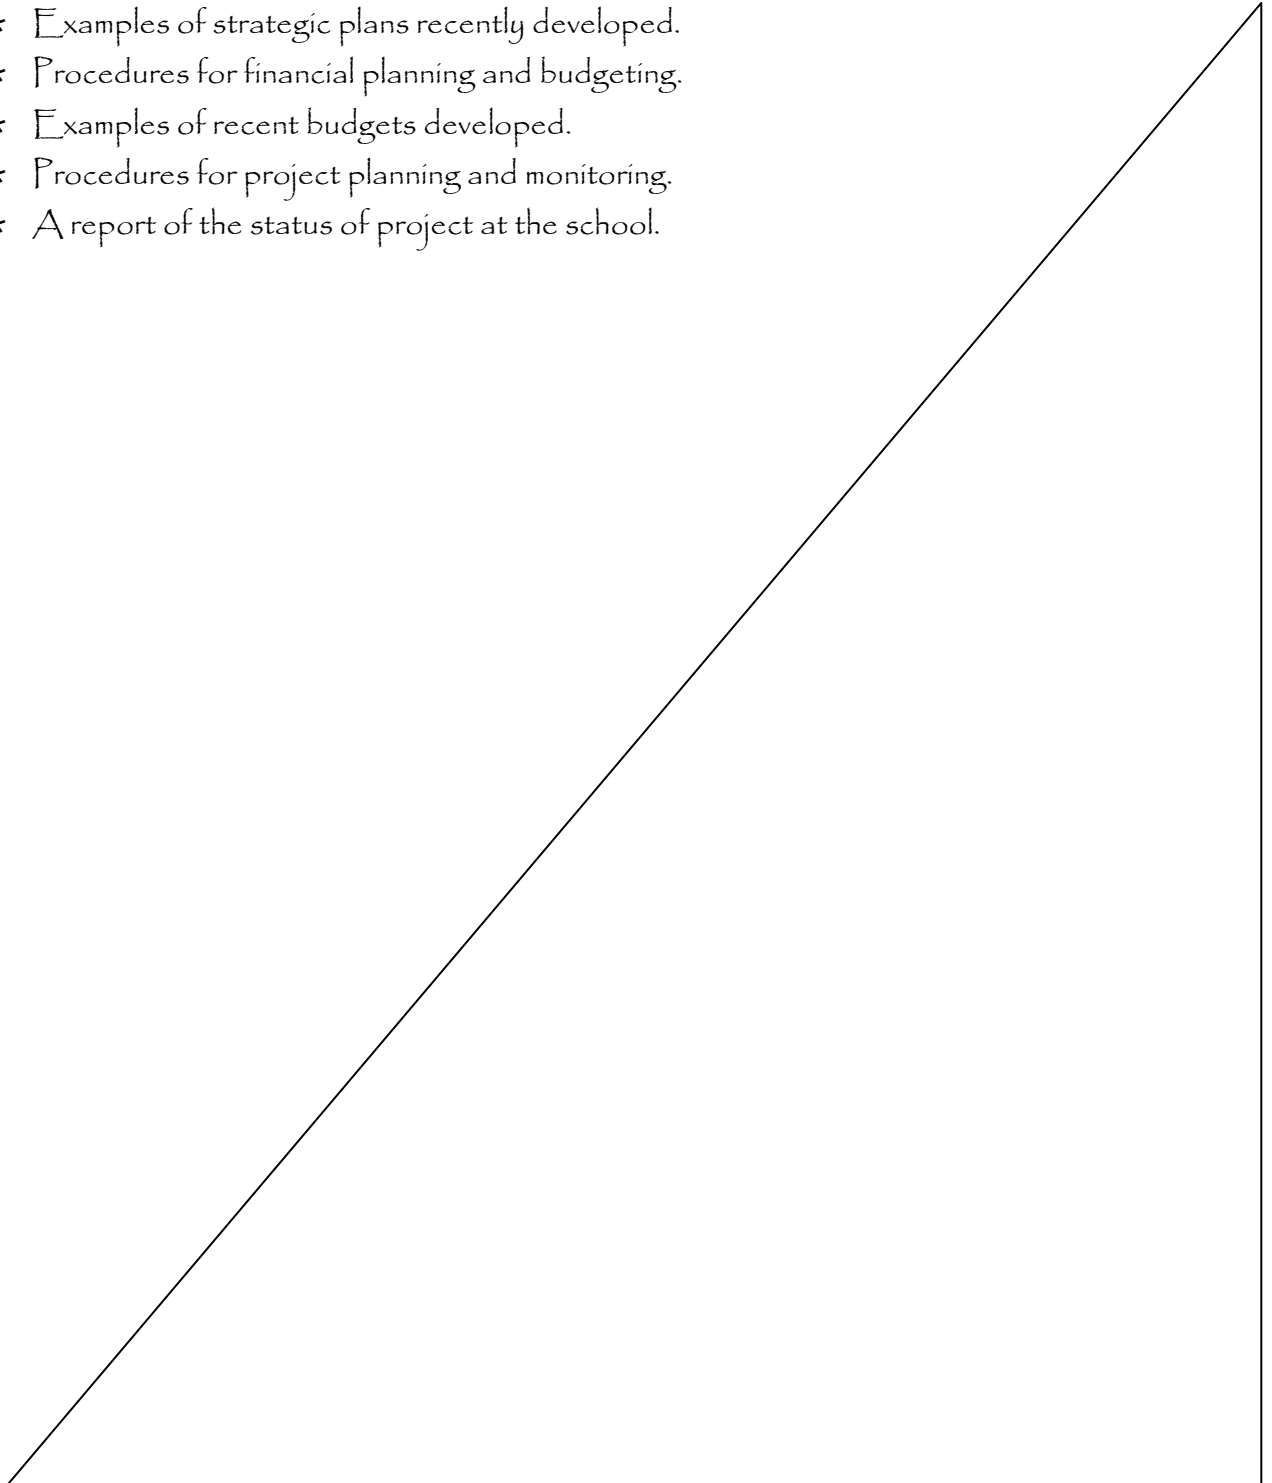 * Examples of strategic plans recently developed.
* Procedures for financial planning and budgeting.
* Examples of recent budgets developed.
* Procedures for project planning and monitoring.
* A report of the status of project at the school.